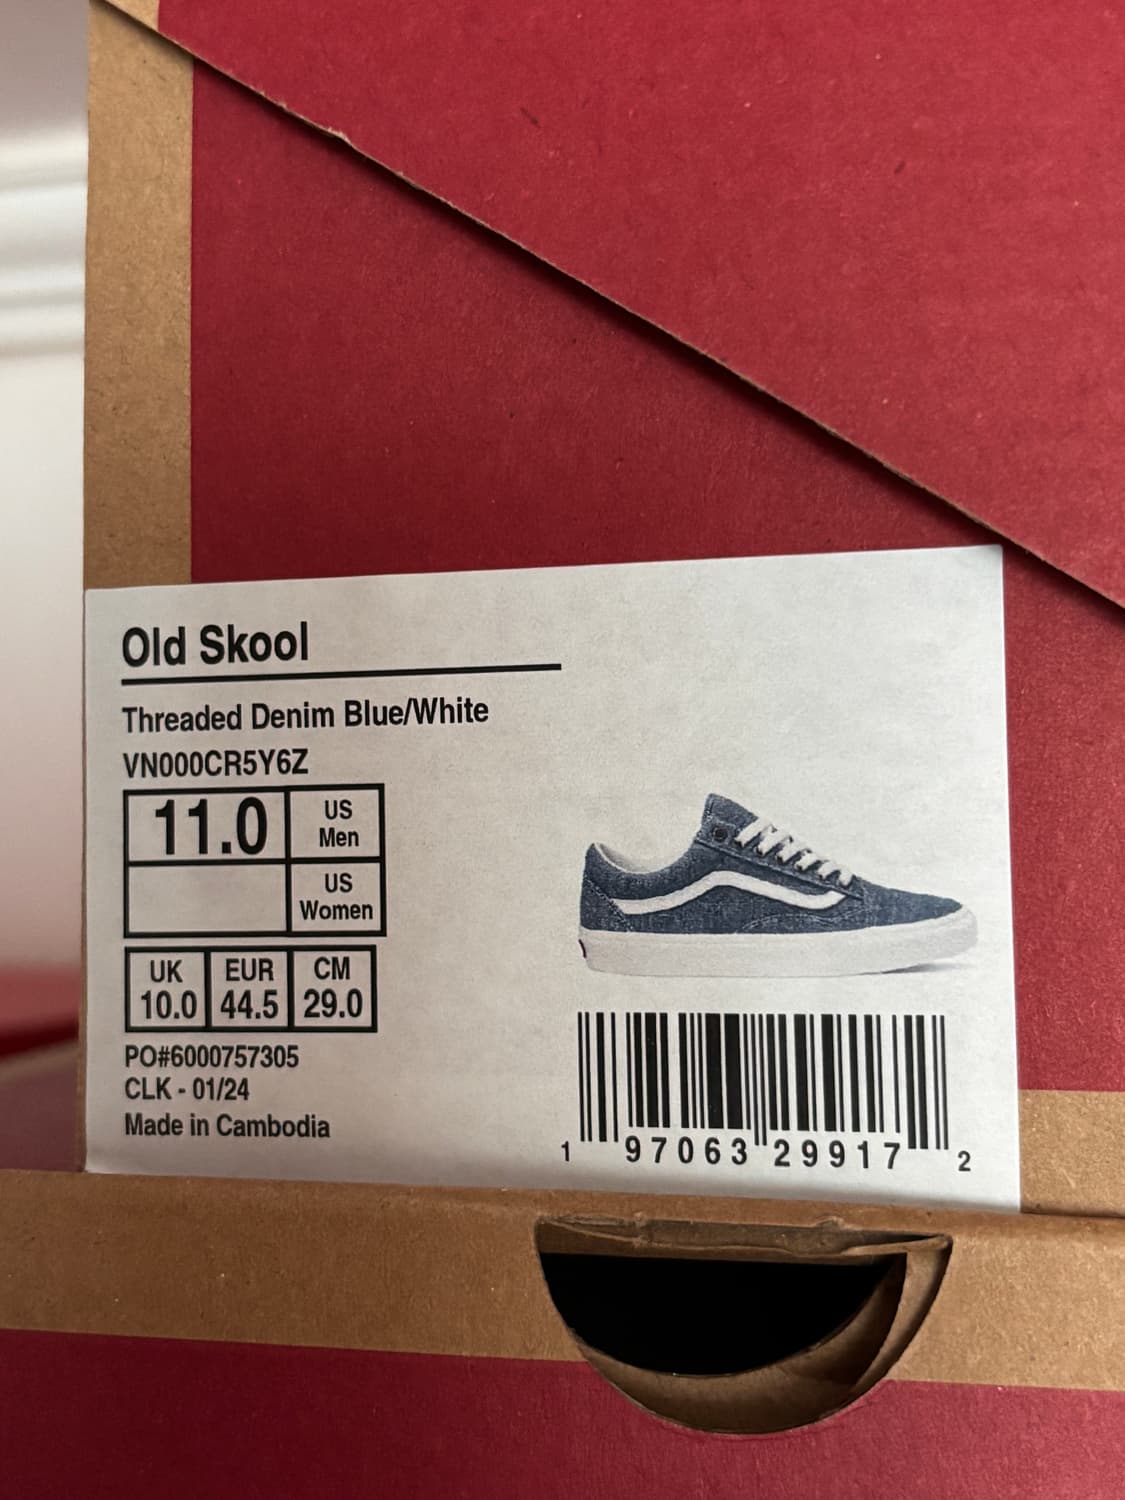 Old Skool
Threaded Denim Blue/White
VN000CR5Y6Z
11.0 US Men
US Women
UK EUR CM
10.0 44.5 29.0
PO#6000757305
CLK - 01/24
Made in Cambodia
1 97063 29917 2